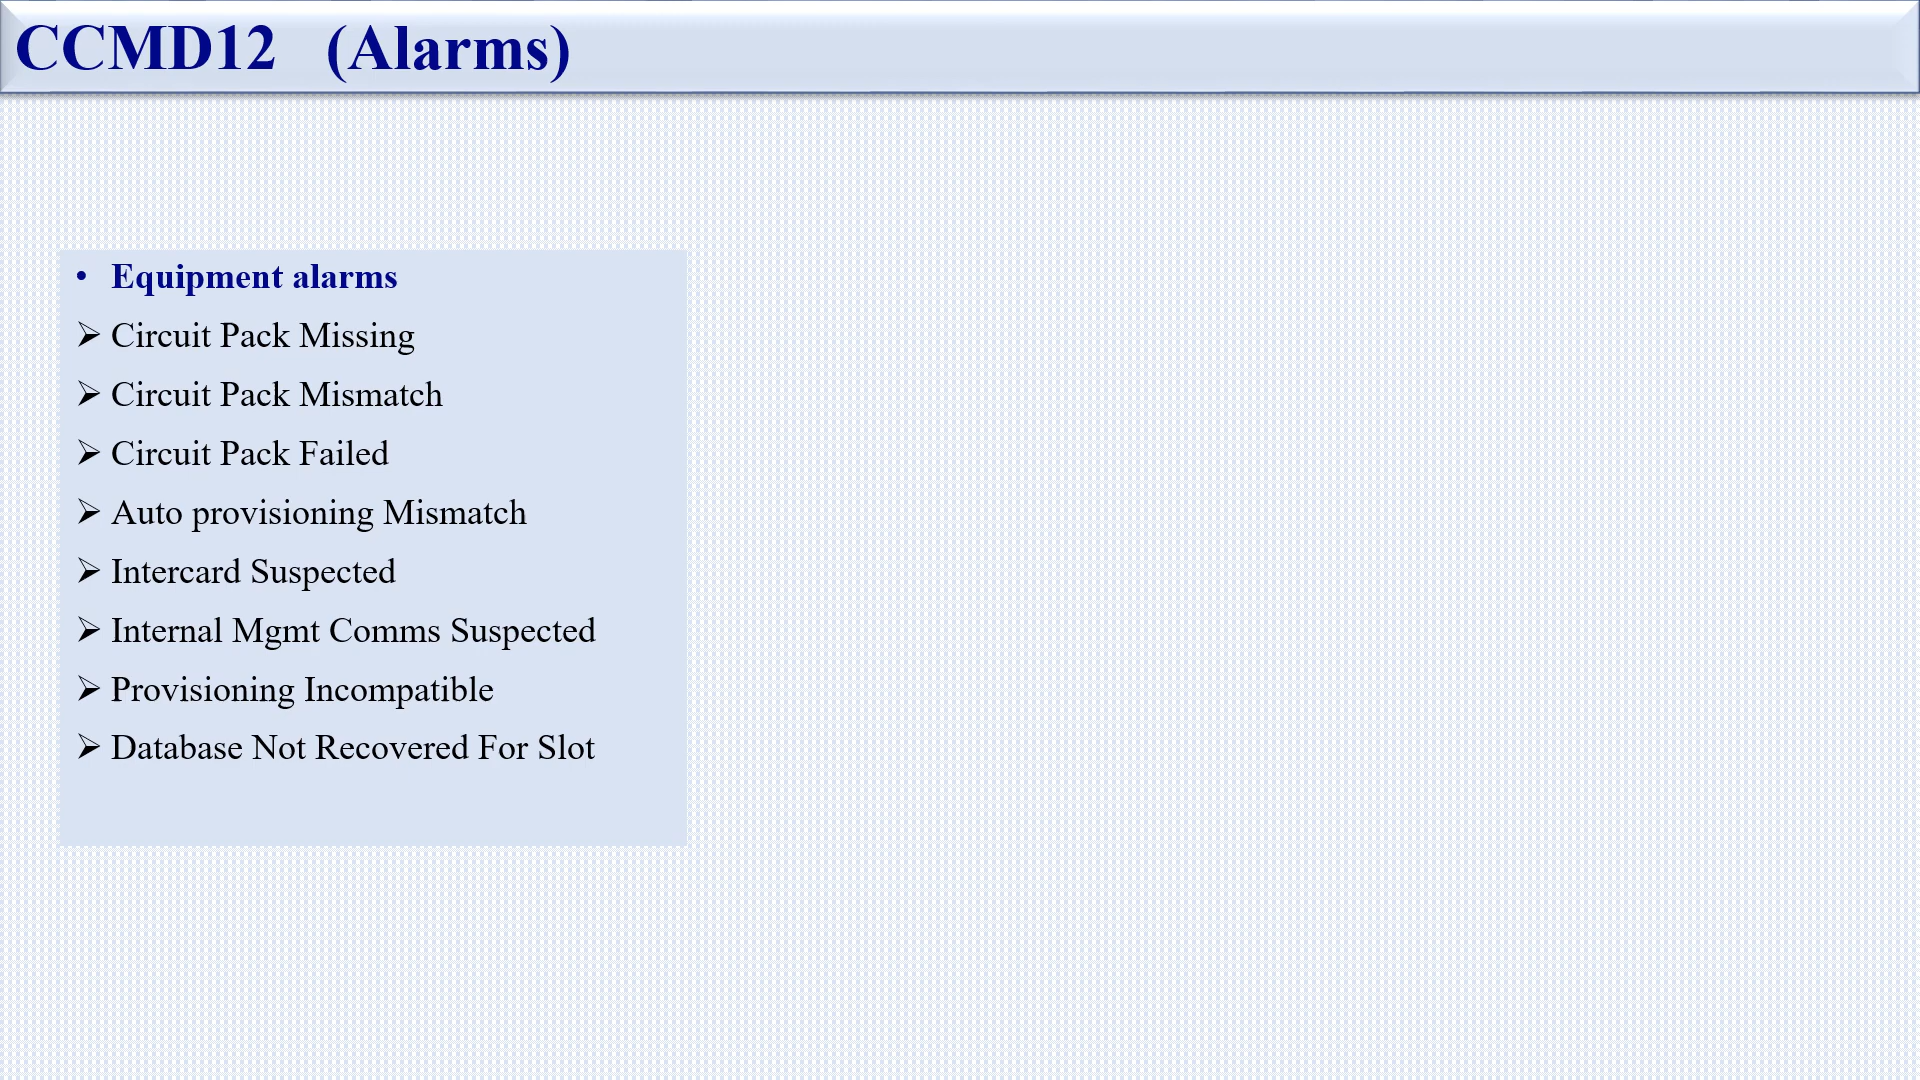 CCMD12 (Alarms)
• Equipment alarms
➢ Circuit Pack Missing
➢ Circuit Pack Mismatch
➢ Circuit Pack Failed
➢ Auto provisioning Mismatch
➢ Intercard Suspected
➢ Internal Mgmt Comms Suspected
➢ Provisioning Incompatible
➢ Database Not Recovered For Slot